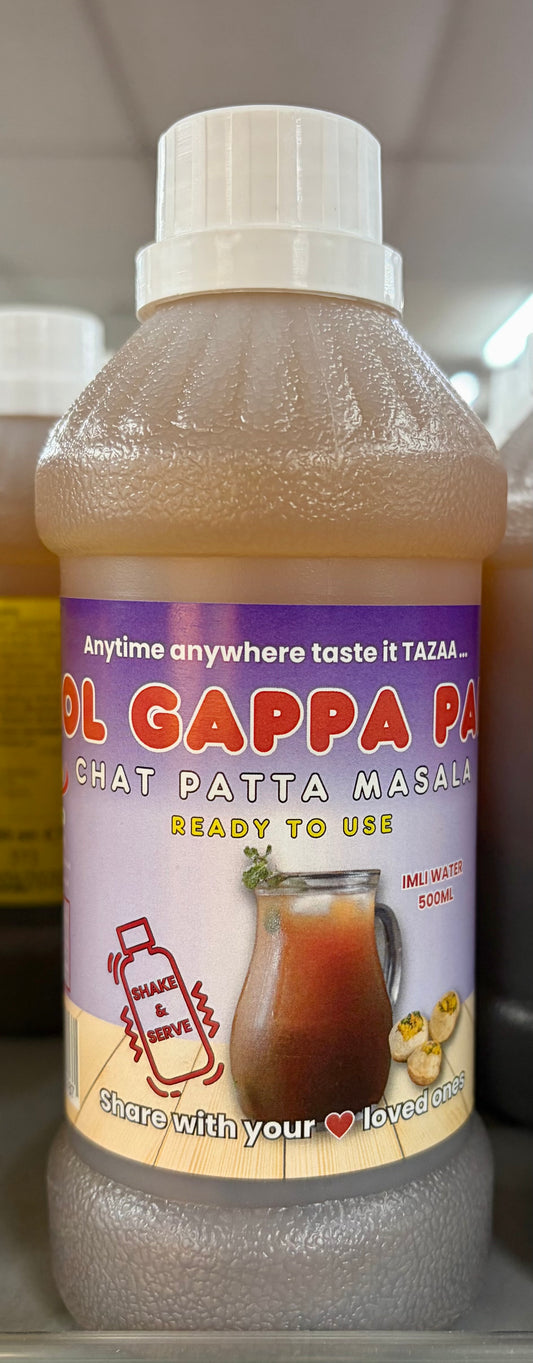 Anytime anywhere taste it TAZAA...
OL GAPPA PA
CHAT PATTA MASALA
READY TO USE
IMLI WATER
500ML
SHAKE
&
SERVE
Share with your ❤ loved ones